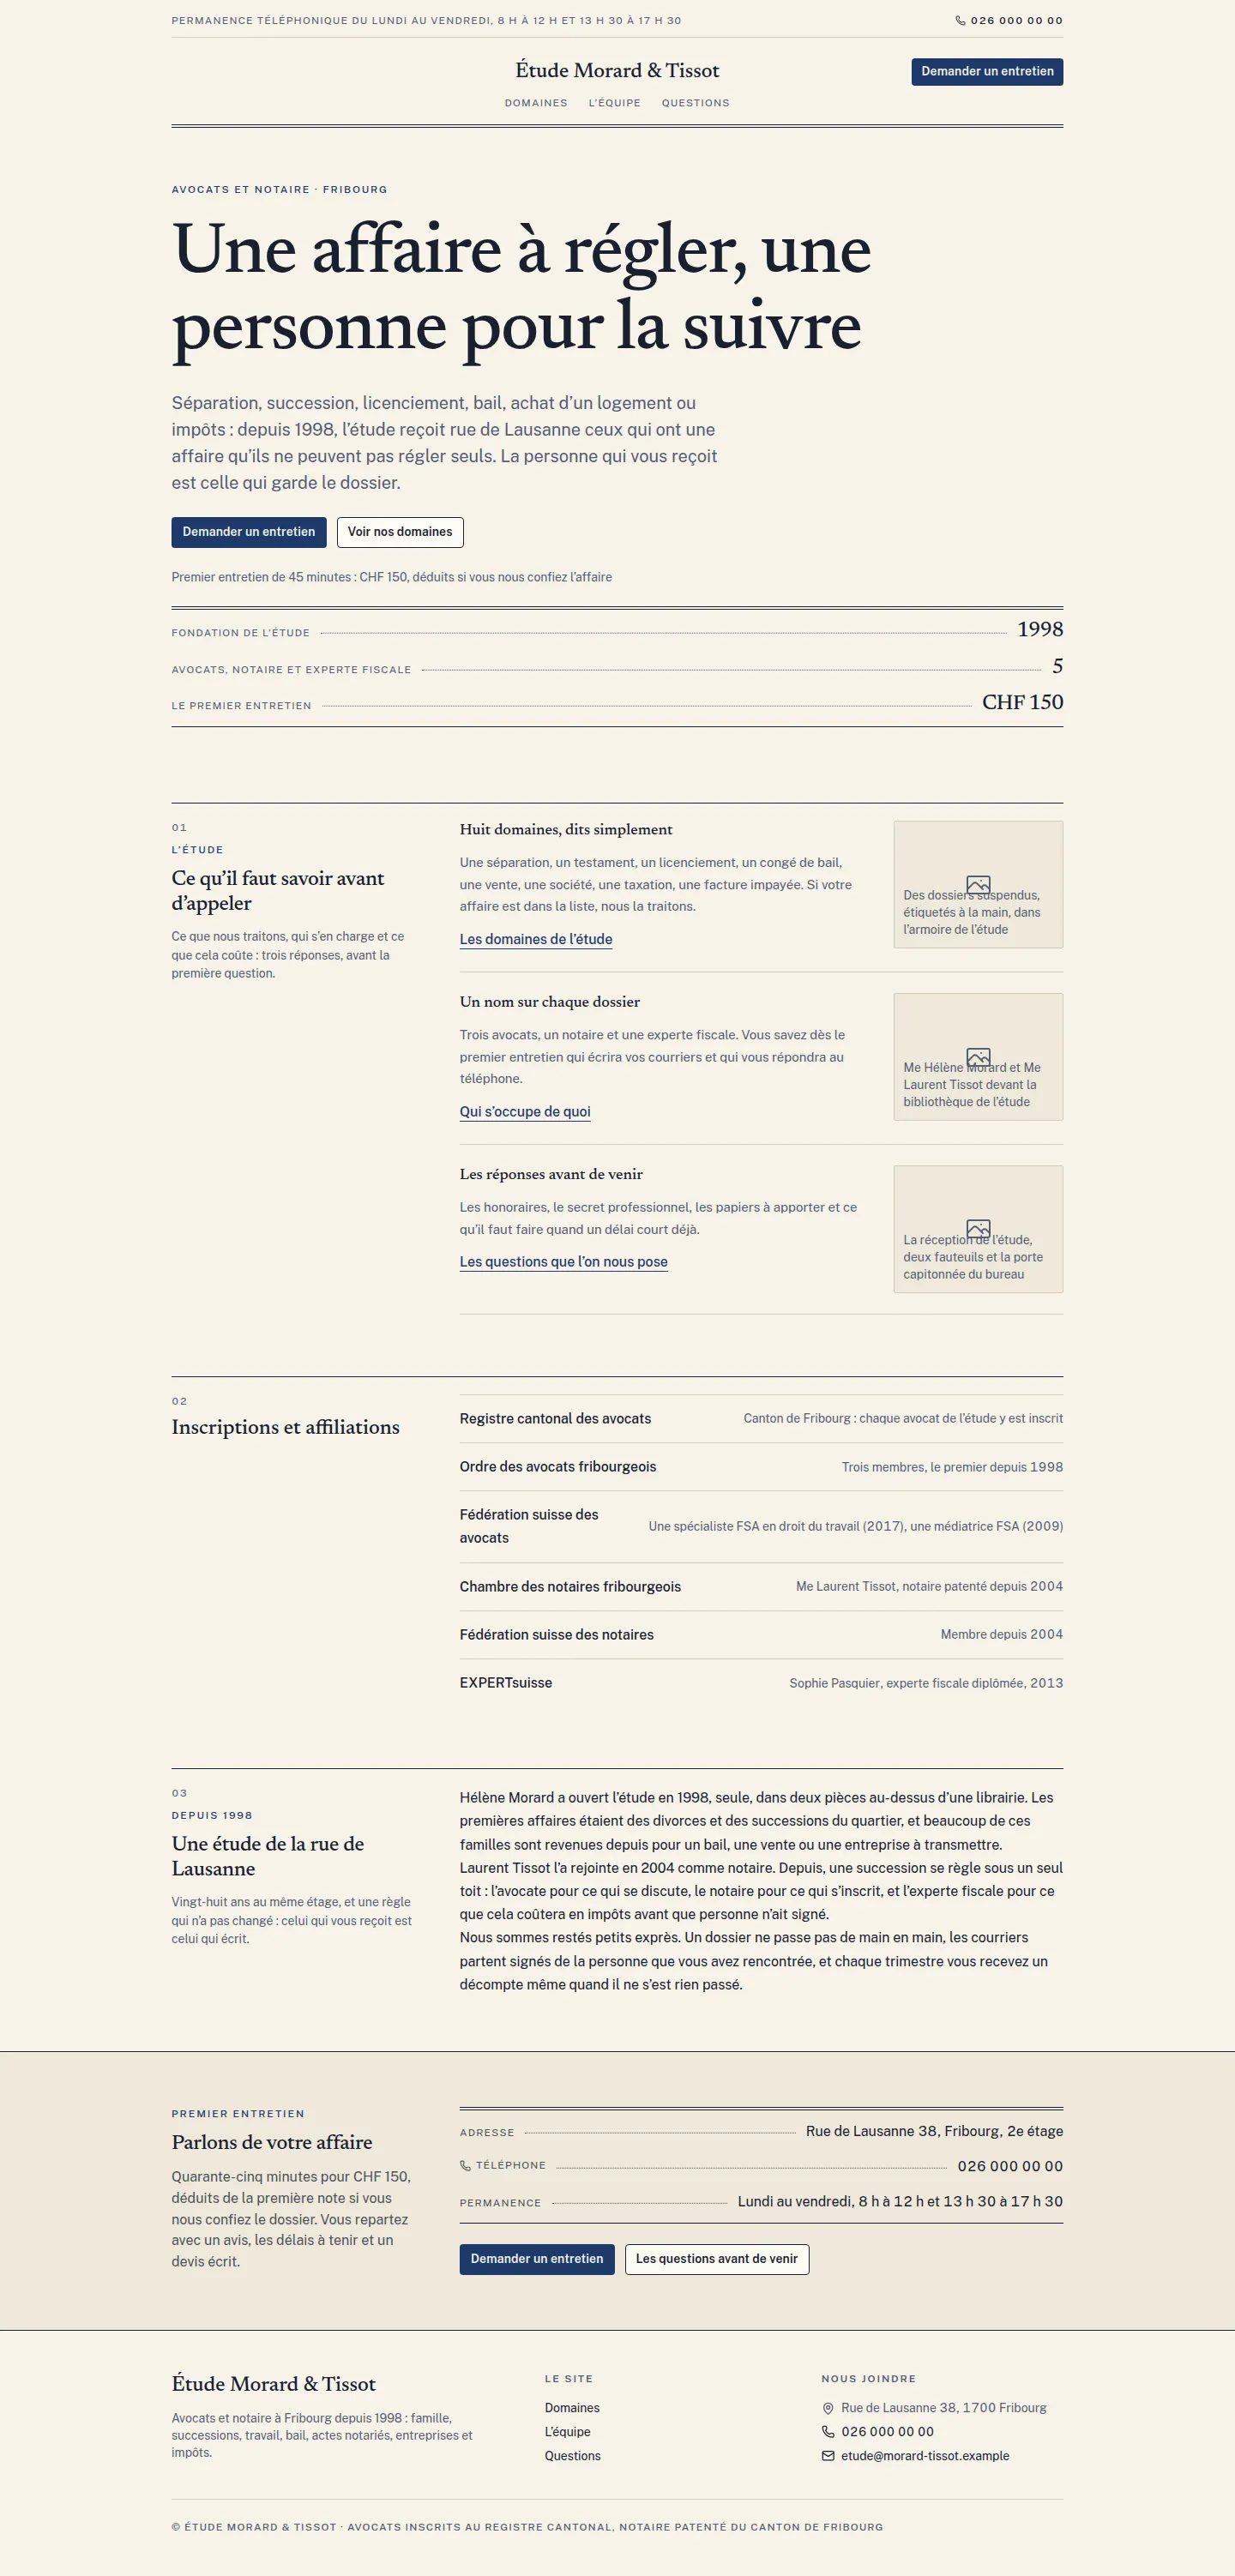 PERMANENCE TÉLÉPHONIQUE DU LUNDI AU VENDREDI, 8 H À 12 H ET 13 H 30 À 17 H 30
026 000 00 00
Étude Morard & Tissot
Demander un entretien
DOMAINES L'ÉQUIPE QUESTIONS
AVOCATS ET NOTAIRE · FRIBOURG
Une affaire à régler, une
personne pour la suivre
Séparation, succession, licenciement, bail, achat d'un logement ou
impôts : depuis 1998, l'étude reçoit rue de Lausanne ceux qui ont une
affaire qu'ils ne peuvent pas régler seuls. La personne qui vous reçoit
est celle qui garde le dossier.
Demander un entretien
Voir nos domaines
Premier entretien de 45 minutes : CHF 150, déduits si vous nous confiez l'affaire
FONDATION DE L'ÉTUDE 1998
AVOCATS, NOTAIRE ET EXPERTE FISCALE 5
LE PREMIER ENTRETIEN CHF 150
01
L'ÉTUDE
Ce qu'il faut savoir avant
d'appeler
Ce que nous traitons, qui s'en charge et ce
que cela coûte : trois réponses, avant la
première question.
Huit domaines, dits simplement
Une séparation, un testament, un licenciement, un congé de bail,
une vente, une société, une taxation, une facture impayée. Si votre
affaire est dans la liste, nous la traitons.
Les domaines de l'étude
Des dossiers suspendus,
étiquetés à la main, dans
l'armoire de l'étude
Un nom sur chaque dossier
Trois avocats, un notaire et une experte fiscale. Vous savez dès le
premier entretien qui écrira vos courriers et qui vous répondra au
téléphone.
Qui s'occupe de quoi
Me Hélène Morard et Me
Laurent Tissot devant la
bibliothèque de l'étude
Les réponses avant de venir
Les honoraires, le secret professionnel, les papiers à apporter et ce
qu'il faut faire quand un délai court déjà.
Les questions que l'on nous pose
La réception de l'étude,
deux fauteuils et la porte
capitonnée du bureau
02
Inscriptions et affiliations
Registre cantonal des avocats
Canton de Fribourg : chaque avocat de l'étude y est inscrit
Ordre des avocats fribourgeois
Trois membres, le premier depuis 1998
Fédération suisse des
avocats
Une spécialiste FSA en droit du travail (2017), une médiatrice FSA (2009)
Chambre des notaires fribourgeois
Me Laurent Tissot, notaire patenté depuis 2004
Fédération suisse des notaires
Membre depuis 2004
EXPERTsuisse
Sophie Pasquier, experte fiscale diplômée, 2013
03
DEPUIS 1998
Une étude de la rue de
Lausanne
Vingt-huit ans au même étage, et une règle
qui n'a pas changé : celui qui vous reçoit est
celui qui écrit.
Hélène Morard a ouvert l'étude en 1998, seule, dans deux pièces au-dessus d'une librairie. Les
premières affaires étaient des divorces et des successions du quartier, et beaucoup de ces
familles sont revenues depuis pour un bail, une vente ou une entreprise à transmettre.
Laurent Tissot l'a rejointe en 2004 comme notaire. Depuis, une succession se règle sous un seul
toit : l'avocate pour ce qui se discute, le notaire pour ce qui s'inscrit, et l'experte fiscale pour ce
que cela coûtera en impôts avant que personne n'ait signé.
Nous sommes restés petits exprès. Un dossier ne passe pas de main en main, les courriers
partent signés de la personne que vous avez rencontrée, et chaque trimestre vous recevez un
décompte même quand il ne s'est rien passé.
PREMIER ENTRETIEN
Parlons de votre affaire
Quarante-cinq minutes pour CHF 150,
déduits de la première note si vous
nous confiez le dossier. Vous repartez
avec un avis, les délais à tenir et un
devis écrit.
ADRESSE Rue de Lausanne 38, Fribourg, 2e étage
TÉLÉPHONE 026 000 00 00
PERMANENCE Lundi au vendredi, 8 h à 12 h et 13 h 30 à 17 h 30
Demander un entretien
Les questions avant de venir
Étude Morard & Tissot
Avocats et notaire à Fribourg depuis 1998 : famille,
successions, travail, bail, actes notariés, entreprises et
impôts.
LE SITE
Domaines
L'équipe
Questions
NOUS JOINDRE
Rue de Lausanne 38, 1700 Fribourg
026 000 00 00
etude@morard-tissot.example
© ÉTUDE MORARD & TISSOT · AVOCATS INSCRITS AU REGISTRE CANTONAL, NOTAIRE PATENTÉ DU CANTON DE FRIBOURG